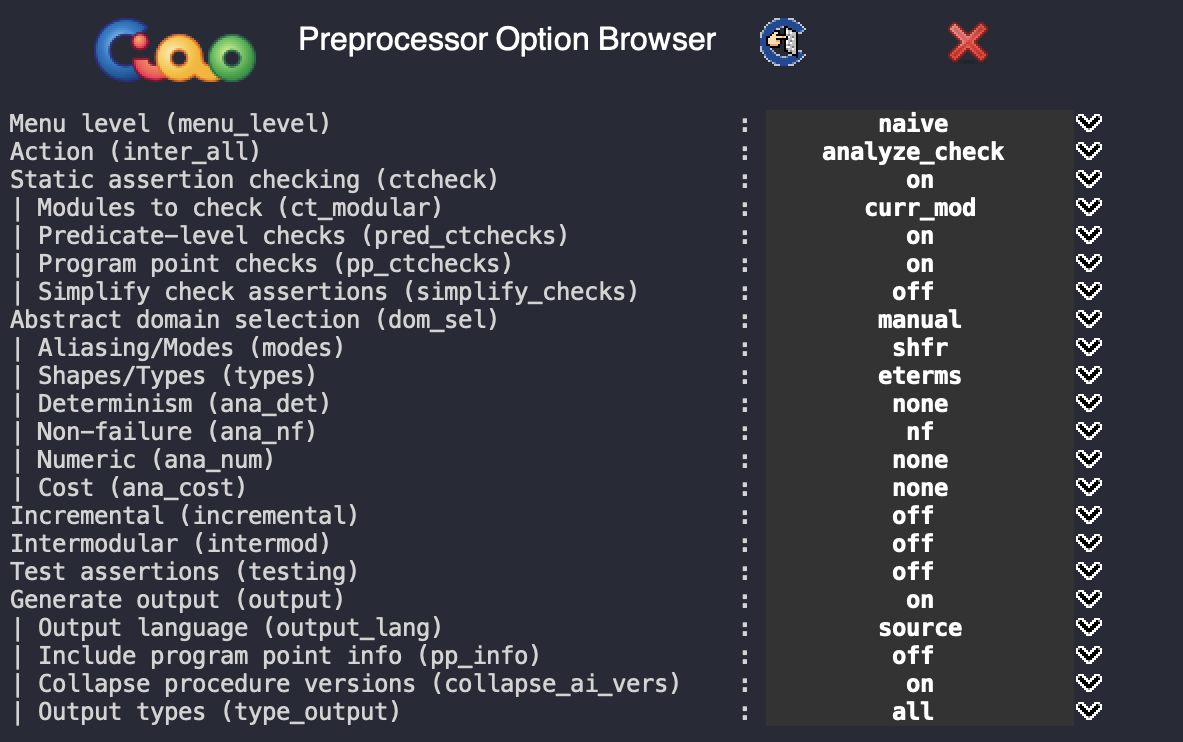 Ciao Preprocessor Option Browser
Menu level (menu_level) : naive
Action (inter_all) : analyze_check
Static assertion checking (ctcheck) : on
| Modules to check (ct_modular) : curr_mod
| Predicate-level checks (pred_ctchecks) : on
| Program point checks (pp_ctchecks) : on
| Simplify check assertions (simplify_checks) : off
Abstract domain selection (dom_sel) : manual
| Aliasing/Modes (modes) : shfr
| Shapes/Types (types) : eterms
| Determinism (ana_det) : none
| Non-failure (ana_nf) : nf
| Numeric (ana_num) : none
| Cost (ana_cost) : none
Incremental (incremental) : off
Intermodular (intermod) : off
Test assertions (testing) : off
Generate output (output) : on
| Output language (output_lang) : source
| Include program point info (pp_info) : off
| Collapse procedure versions (collapse_ai_vers) : on
| Output types (type_output) : all